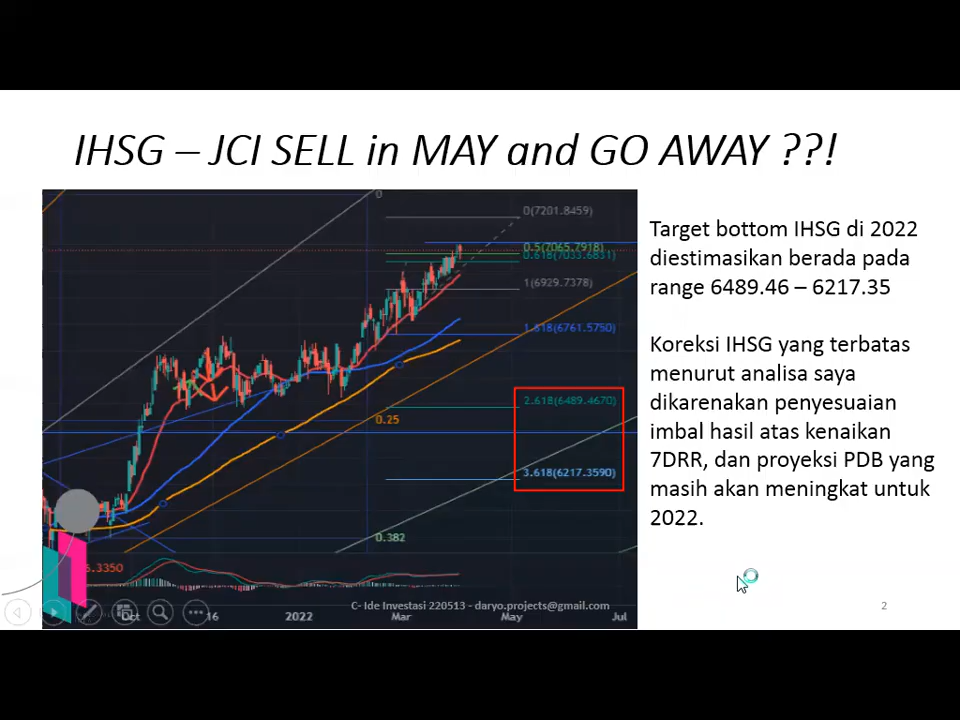 IHSG – JCI SELL in MAY and GO AWAY ??!
0
0(7201.8459)
0.5(7065.7918)
0.618(7033.6831)
1(6929.7378)
1.618(6761.5750)
2.618(6489.4670)
0.25
3.618(6217.3590)
0.382
Target bottom IHSG di 2022
diestimasikan berada pada
range 6489.46 – 6217.35
Koreksi IHSG yang terbatas
menurut analisa saya
dikarenakan penyesuaian
imbal hasil atas kenaikan
7DRR, dan proyeksi PDB yang
masih akan meningkat untuk
2022.
C- Ide Investasi 220513 - daryo.projects@gmail.com
2
Oct 16 2022 Mar May Jul